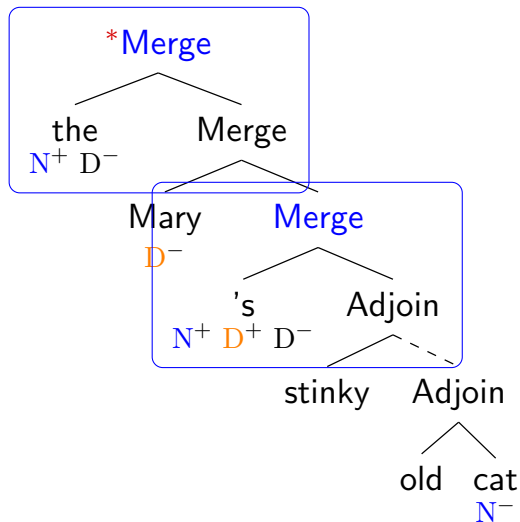 *Merge
the Merge
N⁺ D⁻
Mary Merge
D⁻
's Adjoin
N⁺ D⁺ D⁻
stinky Adjoin
old cat
N⁻